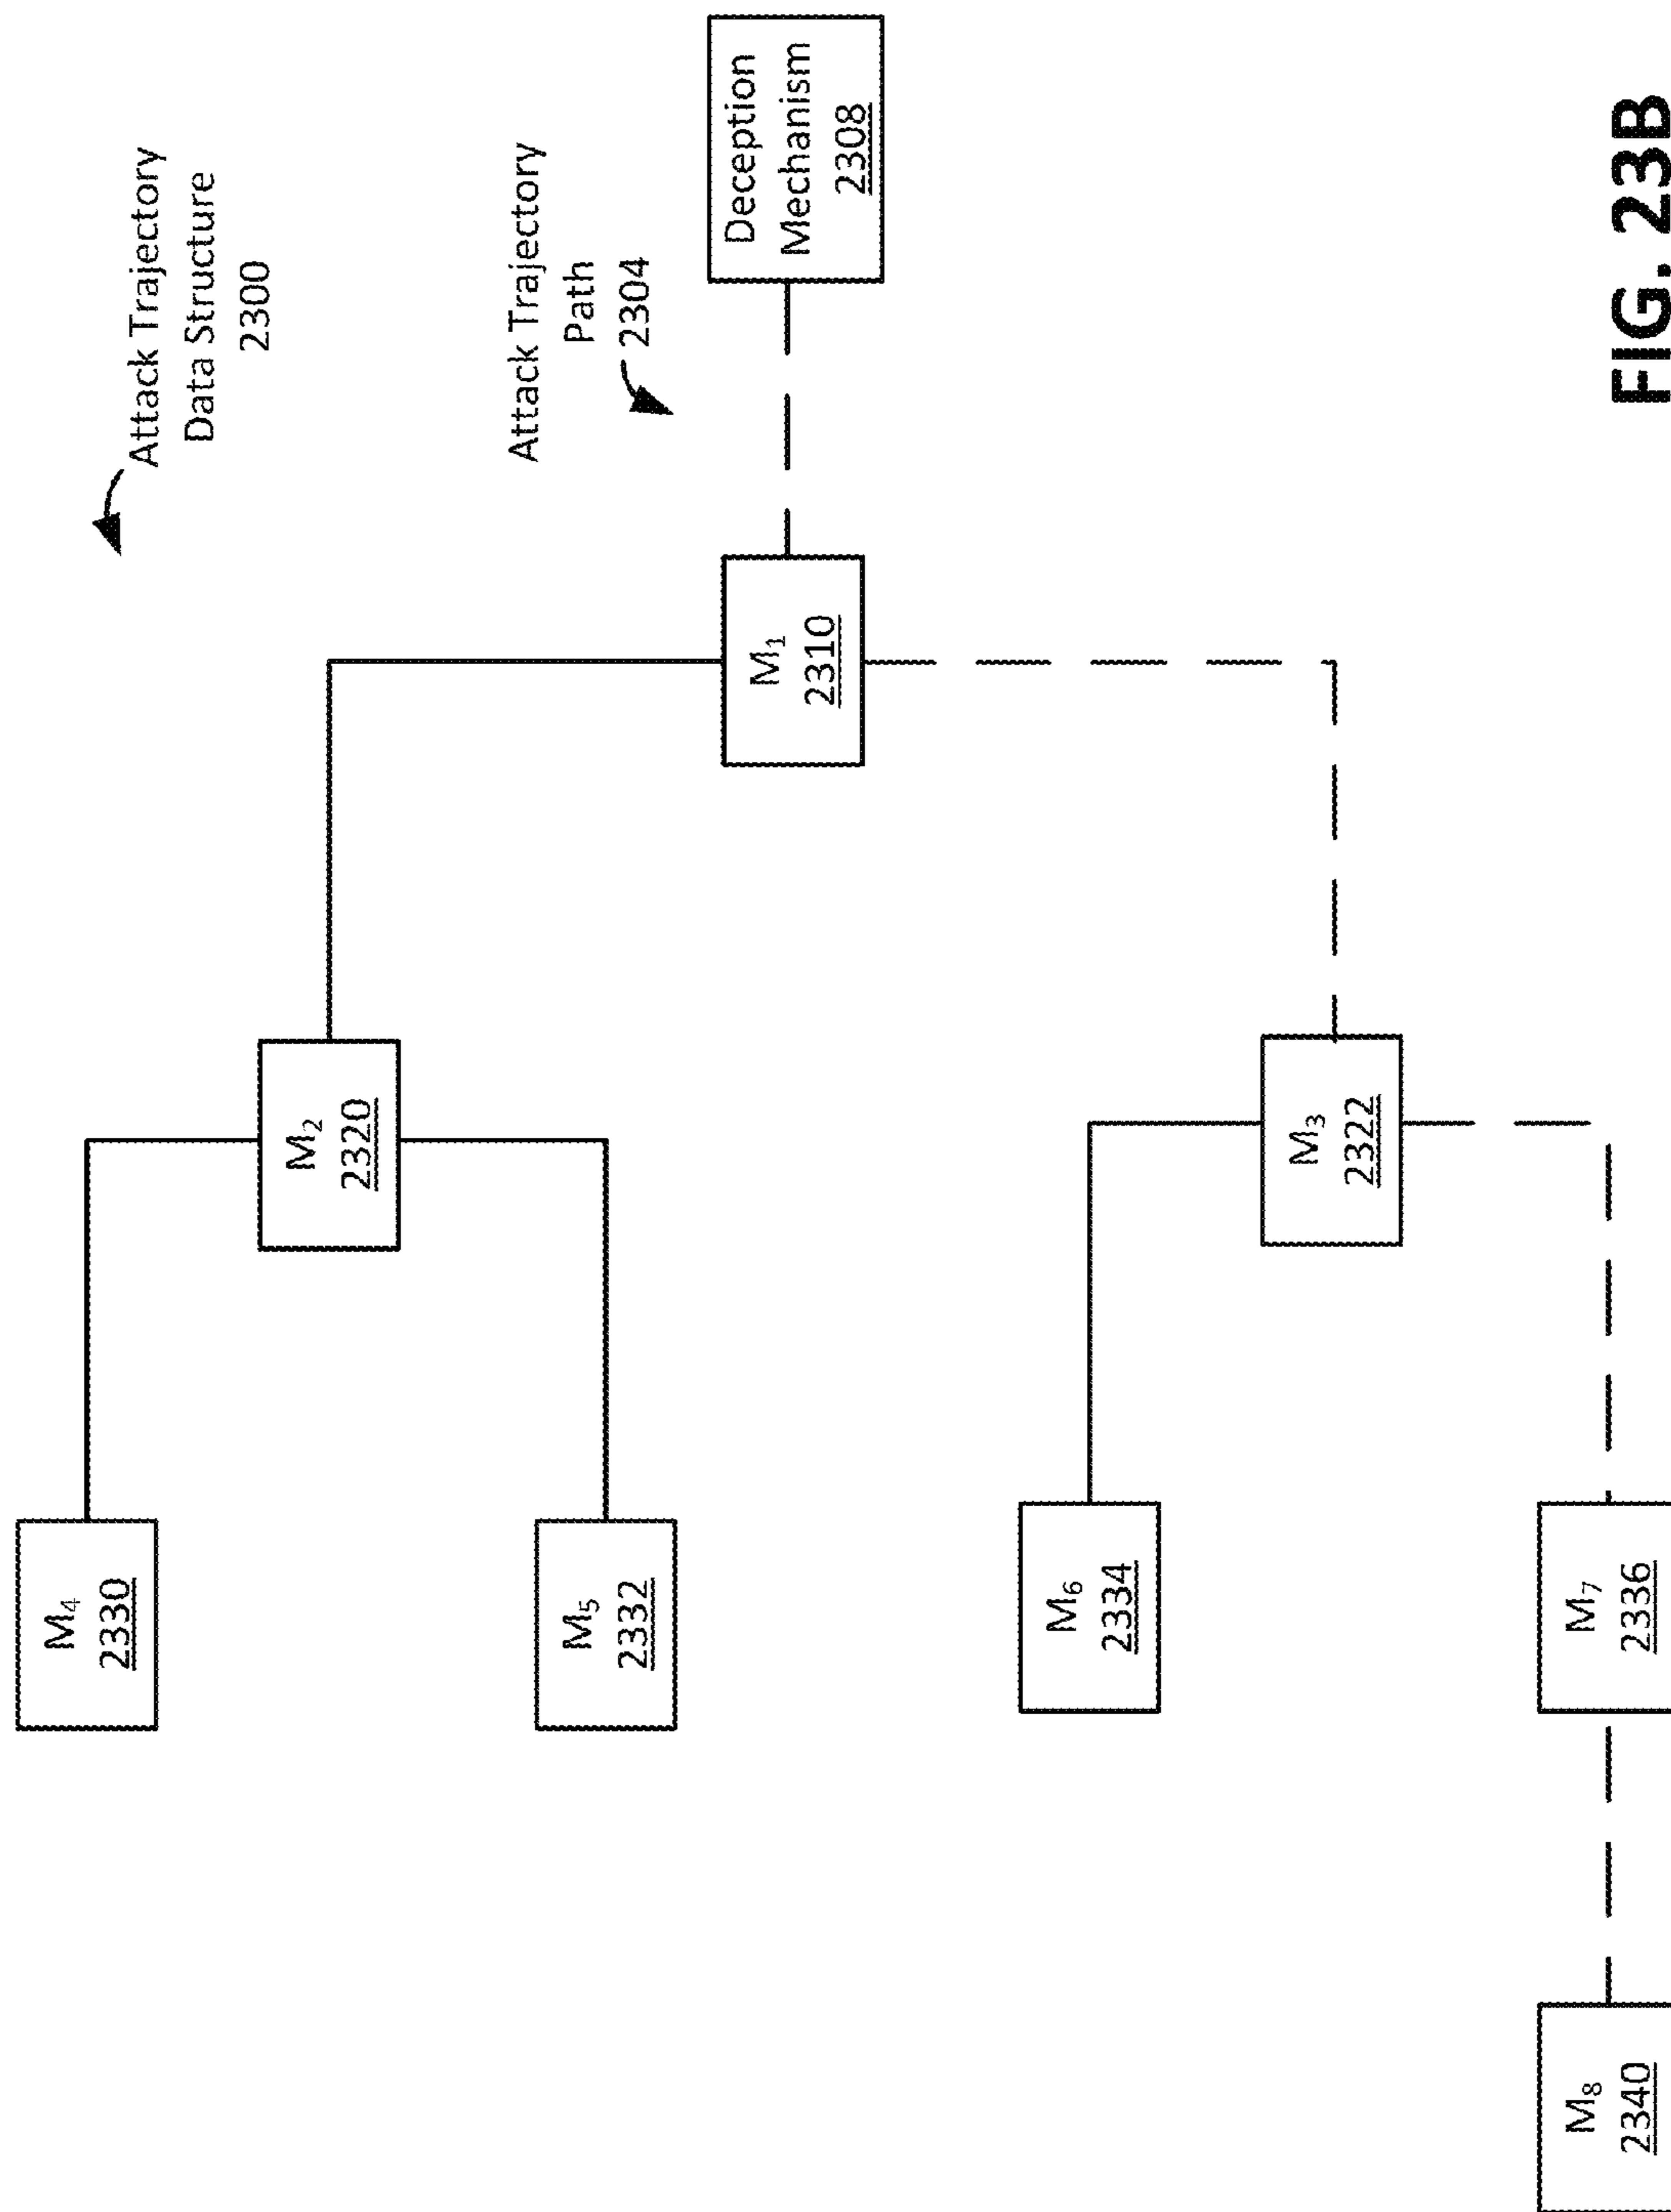 Attack Trajectory
Data Structure
2300
Attack Trajectory
Path
2304
M₄
2330
M₂
2320
M₅
2332
M₁
2310
Deception
Mechanism
2308
M₆
2334
M₃
2322
M₈
2340
M₇
2336
FIG. 23B